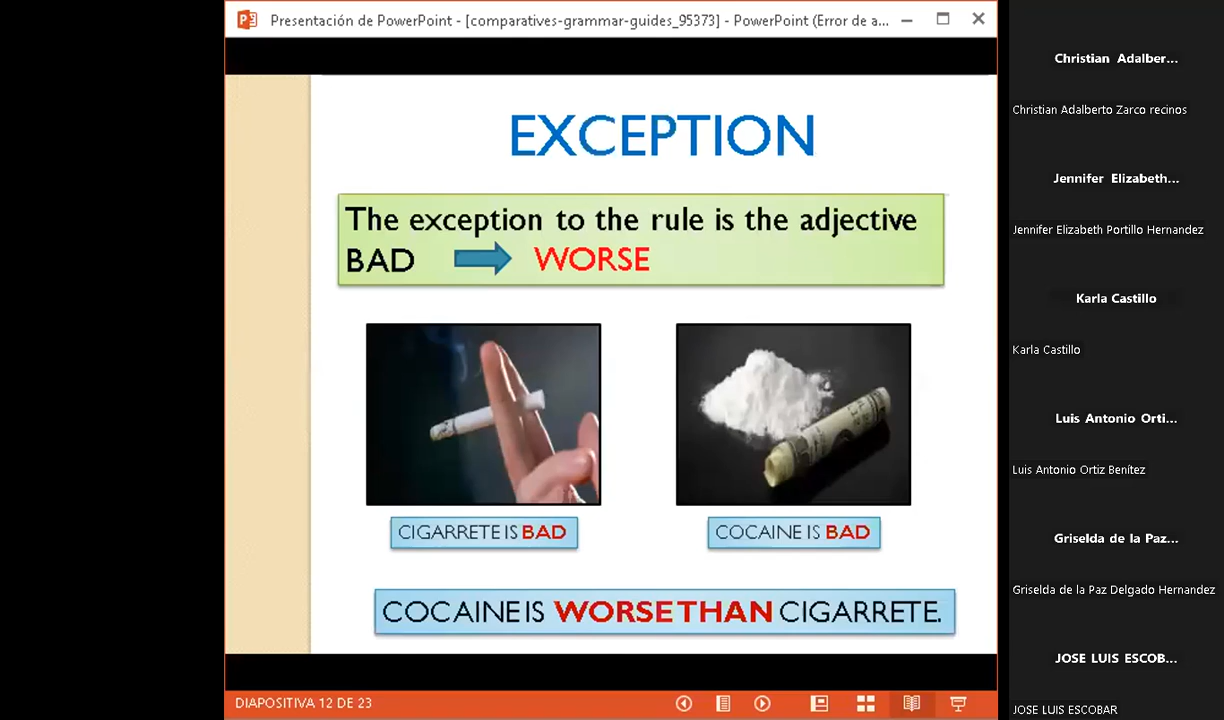 Presentación de PowerPoint - [comparatives-grammar-guides_95373] - PowerPoint (Error de a...
EXCEPTION
The exception to the rule is the adjective
BAD WORSE
CIGARRETE IS BAD
COCAINE IS BAD
COCAINE IS WORSE THAN CIGARRETE.
DIAPOSITIVA 12 DE 23
Christian Adalber...
Christian Adalberto Zarco recinos
Jennifer Elizabeth...
Jennifer Elizabeth Portillo Hernandez
Karla Castillo
Karla Castillo
Luis Antonio Orti...
Luis Antonio Ortiz Benítez
Griselda de la Paz...
Griselda de la Paz Delgado Hernandez
JOSE LUIS ESCOB...
JOSE LUIS ESCOBAR